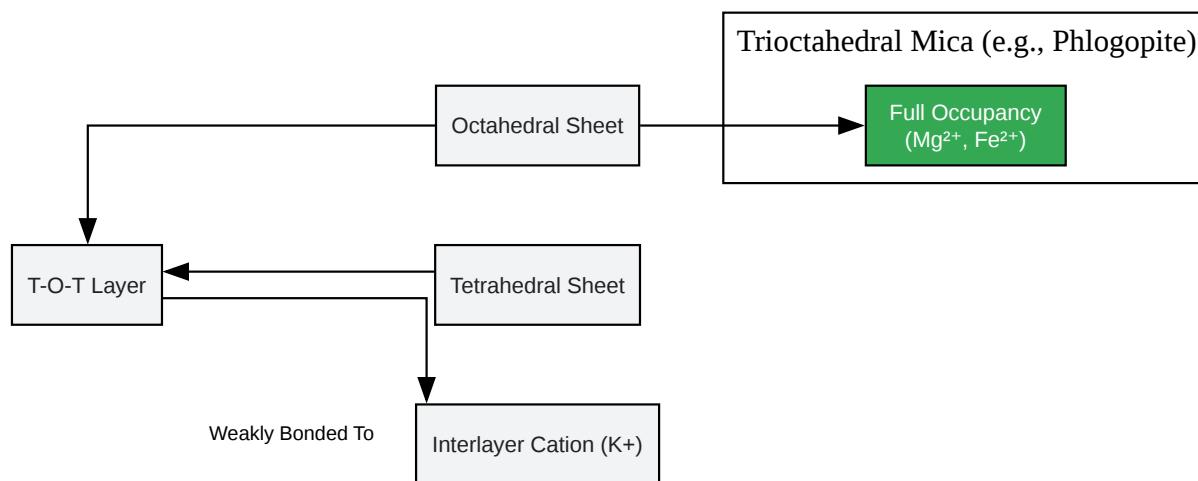 Trioctahedral Mica (e.g., Phlogopite)
Octahedral Sheet
Full Occupancy
(Mg²⁺, Fe²⁺)
T-O-T Layer
Tetrahedral Sheet
Weakly Bonded To
Interlayer Cation (K+)